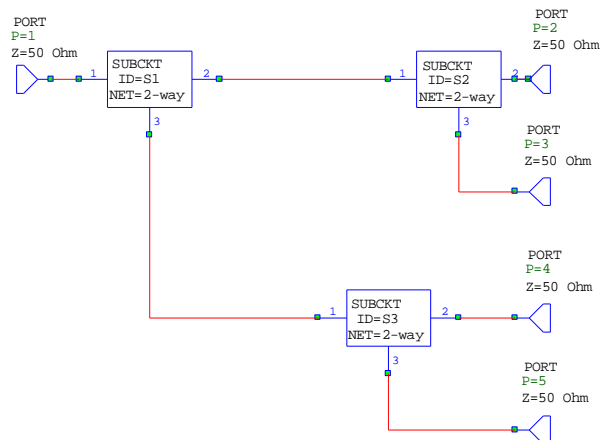 PORT
P=1
Z=50 Ohm
1
SUBCKT
ID=S1
NET=2-way
2
3
1
SUBCKT
ID=S2
NET=2-way
2
3
PORT
P=2
Z=50 Ohm
PORT
P=3
Z=50 Ohm
1
SUBCKT
ID=S3
NET=2-way
2
3
PORT
P=4
Z=50 Ohm
PORT
P=5
Z=50 Ohm